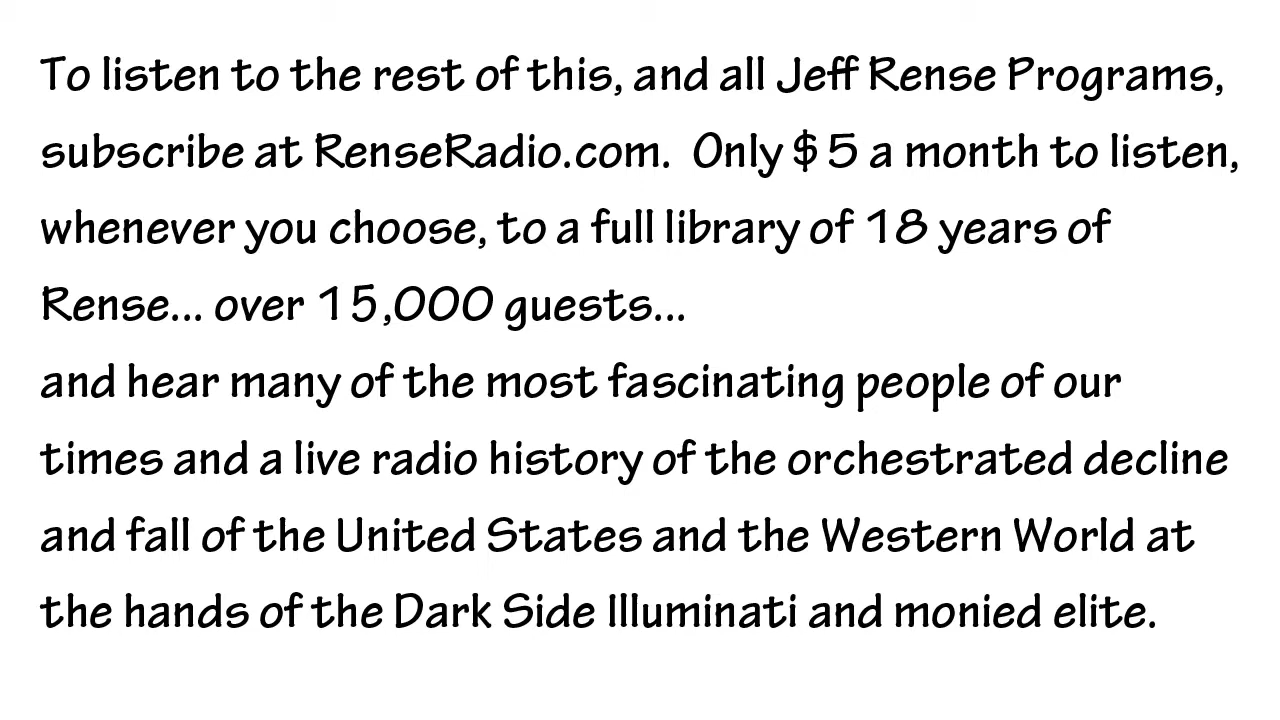 To listen to the rest of this, and all Jeff Rense Programs,
subscribe at RenseRadio.com.  Only $5 a month to listen,
whenever you choose, to a full library of 18 years of
Rense... over 15,000 guests...
and hear many of the most fascinating people of our
times and a live radio history of the orchestrated decline
and fall of the United States and the Western World at
the hands of the Dark Side Illuminati and monied elite.